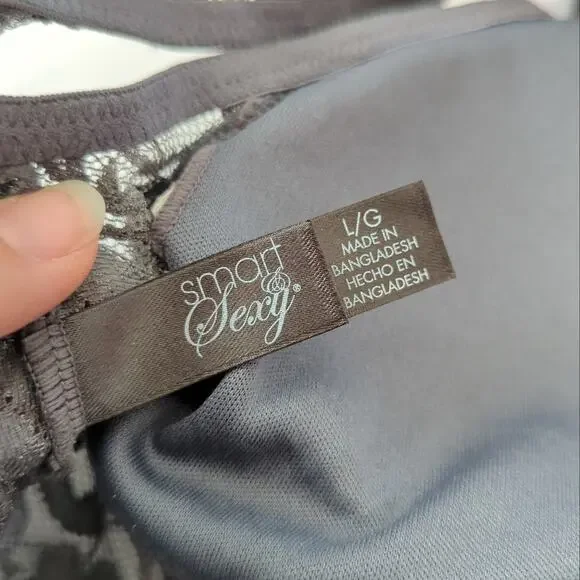 smart
& Sexy®
L/G
MADE IN
BANGLADESH
HECHO EN
BANGLADESH